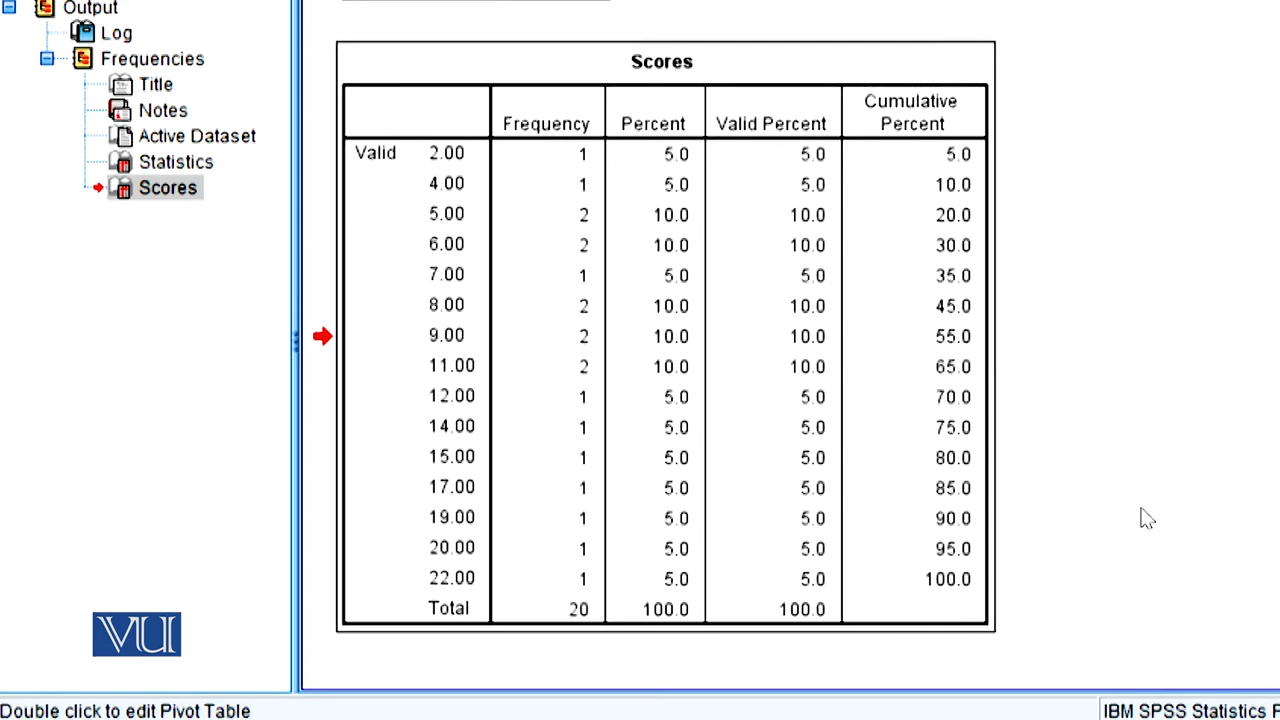 Output
Log
Frequencies
Title
Notes
Active Dataset
Statistics
Scores
Scores
Frequency Percent Valid Percent Cumulative Percent
Valid 2.00 1 5.0 5.0 5.0
4.00 1 5.0 5.0 10.0
5.00 2 10.0 10.0 20.0
6.00 2 10.0 10.0 30.0
7.00 1 5.0 5.0 35.0
8.00 2 10.0 10.0 45.0
9.00 2 10.0 10.0 55.0
11.00 2 10.0 10.0 65.0
12.00 1 5.0 5.0 70.0
14.00 1 5.0 5.0 75.0
15.00 1 5.0 5.0 80.0
17.00 1 5.0 5.0 85.0
19.00 1 5.0 5.0 90.0
20.00 1 5.0 5.0 95.0
22.00 1 5.0 5.0 100.0
Total 20 100.0 100.0
VU
Double click to edit Pivot Table
IBM SPSS Statistics P